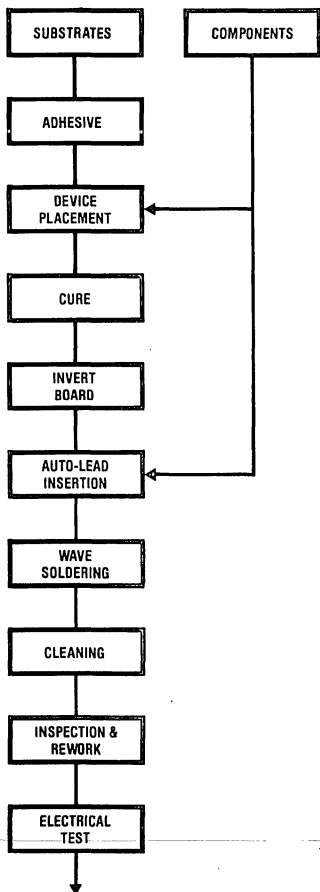 SUBSTRATES
COMPONENTS
ADHESIVE
DEVICE
PLACEMENT
CURE
INVERT
BOARD
AUTO-LEAD
INSERTION
WAVE
SOLDERING
CLEANING
INSPECTION &
REWORK
ELECTRICAL
TEST